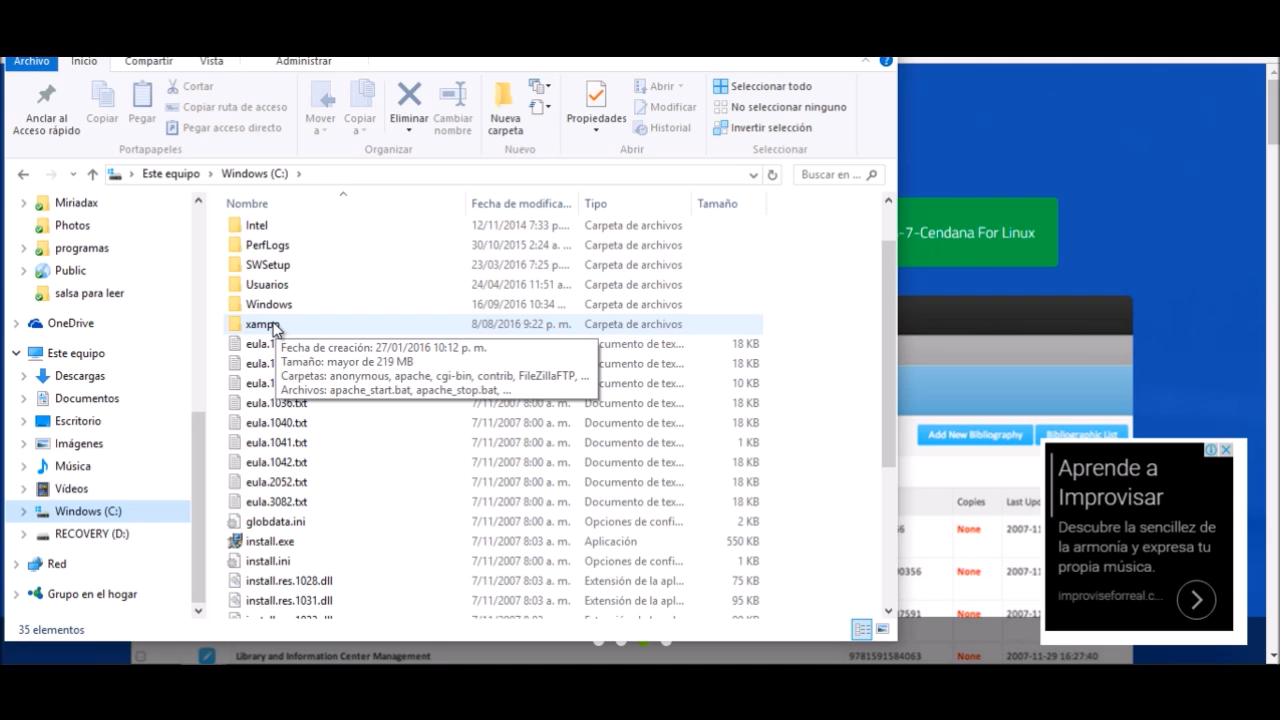 Archivo Inicio Compartir Vista Administrar
Anclar al Acceso rápido
Copiar
Pegar
Cortar
Copiar ruta de acceso
Pegar acceso directo
Mover a
Copiar a
Eliminar
Cambiar nombre
Nueva carpeta
Propiedades
Abrir
Modificar
Historial
Seleccionar todo
No seleccionar ninguno
Invertir selección
Portapapeles Organizar Nuevo Abrir Seleccionar
Este equipo > Windows (C:) >
Buscar en ...
Miriadax
Photos
programas
Public
salsa para leer
OneDrive
Este equipo
Descargas
Documentos
Escritorio
Imágenes
Música
Vídeos
Windows (C:)
RECOVERY (D:)
Red
Grupo en el hogar
Nombre Fecha de modifica... Tipo Tamaño
Intel 12/11/2014 7:33 p.... Carpeta de archivos
PerfLogs 30/10/2015 2:24 a. ... Carpeta de archivos
SWSetup 23/03/2016 7:25 p.... Carpeta de archivos
Usuarios 24/04/2016 11:51 a... Carpeta de archivos
Windows 16/09/2016 10:34 ... Carpeta de archivos
8/08/2016 9:22 p. m. Carpeta de archivos
18 KB
18 KB
10 KB
Fecha de creación: 27/01/2016 10:12 p. m.
Tamaño: mayor de 219 MB
Carpetas: anonymous, apache, cgi-bin, contrib, FileZillaFTP, ...
Archivos: apache_start.bat, apache_stop.bat, ...
eula.1036.txt 7/11/2007 8:00 a. m. Documento de tex... 18 KB
eula.1040.txt 7/11/2007 8:00 a. m. Documento de tex... 18 KB
eula.1041.txt 7/11/2007 8:00 a. m. Documento de tex... 1 KB
eula.1042.txt 7/11/2007 8:00 a. m. Documento de tex... 18 KB
eula.2052.txt 7/11/2007 8:00 a. m. Documento de tex... 18 KB
eula.3082.txt 7/11/2007 8:00 a. m. Documento de tex... 18 KB
globdata.ini 7/11/2007 8:00 a. m. Opciones de confi... 2 KB
install.exe 7/11/2007 8:03 a. m. Aplicación 550 KB
install.ini 7/11/2007 8:00 a. m. Opciones de confi... 1 KB
install.res.1028.dll 7/11/2007 8:03 a. m. Extensión de la apl... 75 KB
install.res.1031.dll 7/11/2007 8:03 a. m. Extensión de la apl... 95 KB
35 elementos
-7-Cendana For Linux
Add New Bibliography Bibliographic List
Copies Last
None 2007-11
0356 None 2007-11
7591 None 2007-11
Library and Information Center Management 9781591584063 None 2007-11-29 16:27:40
Aprende a
Improvisar
Descubre la sencillez de
la armonía y expresa tu
propia música.
improviseforreal.c...